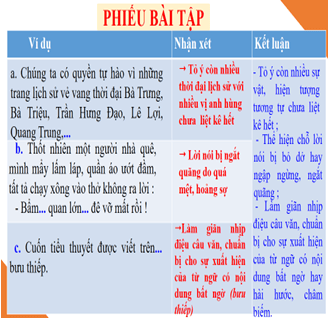 PHIẾU BÀI TẬP
Ví dụ
Nhận xét
Kết luận
a. Chúng ta có quyền tự hào vì những
trang lịch sử vẻ vang thời đại Bà Trưng,
Bà Triệu, Trần Hưng Đạo, Lê Lợi,
Quang Trung,...
→ Tỏ ý còn nhiều
thời đại lịch sử với
nhiều vị anh hùng
chưa liệt kê hết
b. Thốt nhiên một người nhà quê,
mình mẩy lấm láp, quần áo ướt đầm,
tất tả chạy xông vào thở không ra lời :
- Bẩm... quan lớn... đê vỡ mất rồi !
→ Lời nói bị ngắt
quãng do quá
mệt, hoảng sợ
c. Cuốn tiểu thuyết được viết trên...
bưu thiếp.
→Làm giãn nhịp
điệu câu văn, chuẩn
bị cho sự xuất hiện
của từ ngữ có nội
dung bất ngờ (bưu
thiếp)
- Tỏ ý còn nhiều sự
vật, hiện tượng
tương tự chưa liệt
kê hết ;
- Thể hiện chỗ lời
nói bị bỏ dở hay
ngập ngừng, ngắt
quãng ;
- Làm giãn nhịp
điệu câu văn, chuẩn
bị cho sự xuất hiện
của từ ngữ có nội
dung bất ngờ hay
hài hước, châm
biếm.